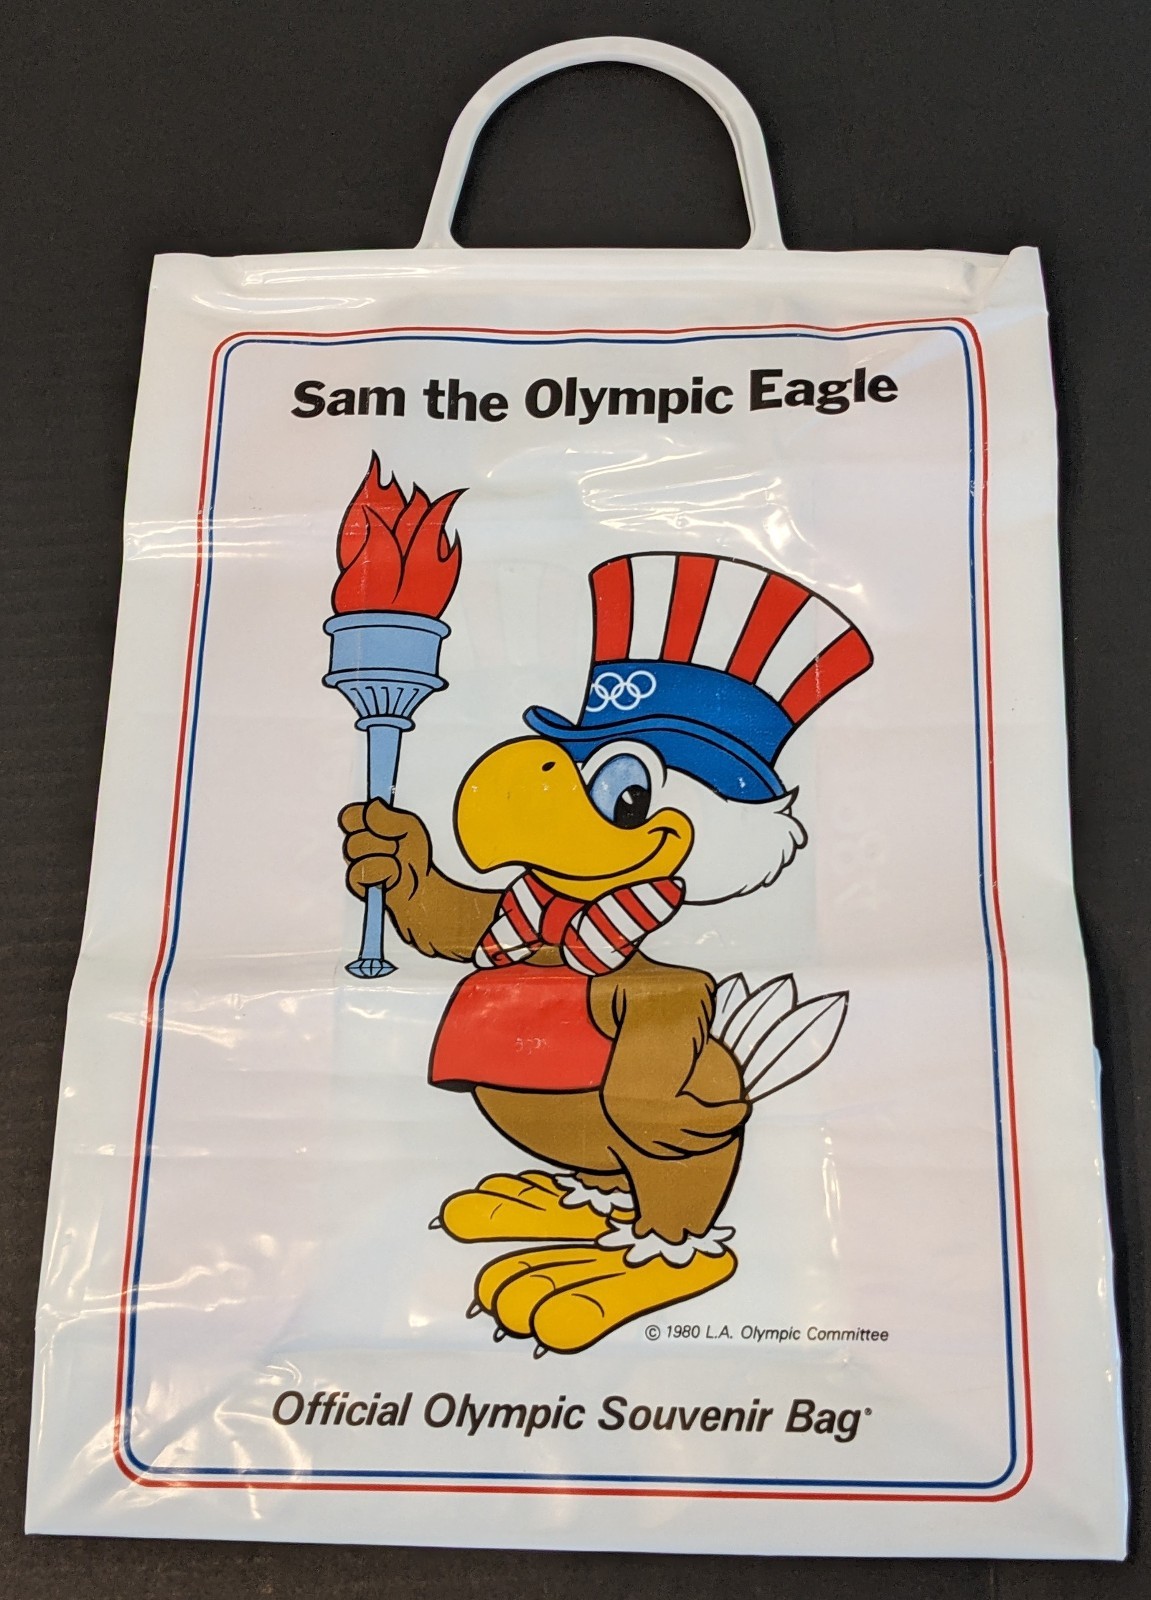 Sam the Olympic Eagle
© 1980 L.A. Olympic Committee
Official Olympic Souvenir Bag®